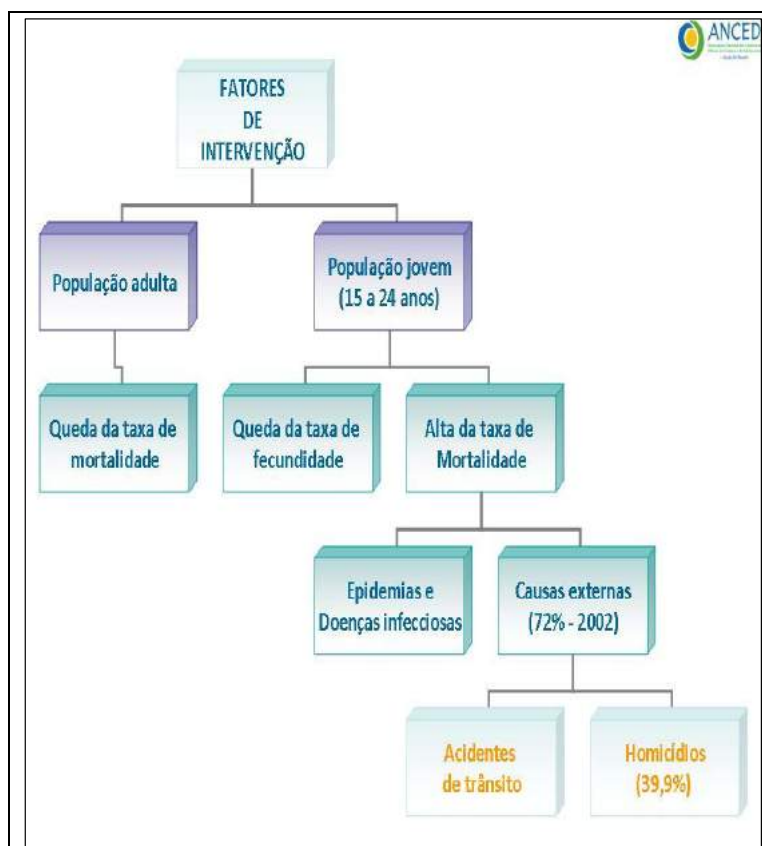 ANCED
FATORES
DE
INTERVENÇÃO
População adulta
População jovem
(15 a 24 anos)
Queda da taxa de
mortalidade
Queda da taxa de
fecundidade
Alta da taxa de
Mortalidade
Epidemias e
Doenças infecciosas
Causas externas
(72% - 2002)
Acidentes
de trânsito
Homicídios
(39,9%)